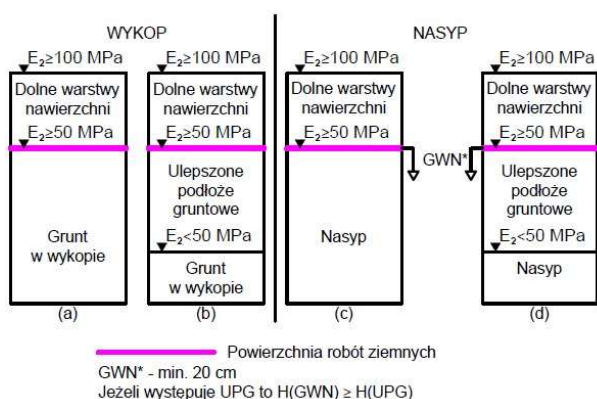 WYKOP NASYP
E₂≥100 MPa E₂≥100 MPa E₂≥100 MPa E₂≥100 MPa
Dolne warstwy Dolne warstwy Dolne warstwy Dolne warstwy
nawierzchni nawierzchni nawierzchni nawierzchni
E₂≥50 MPa E₂≥50 MPa E₂≥50 MPa E₂≥50 MPa
GWN*
Ulepszone Ulepszone
podłoże podłoże
gruntowe gruntowe
Grunt Nasyp
w wykopie
E₂<50 MPa E₂<50 MPa
Grunt Nasyp
w wykopie
(a) (b) (c) (d)
Powierzchnia robót ziemnych
GWN* - min. 20 cm
Jeżeli występuje UPG to H(GWN) ≥ H(UPG)